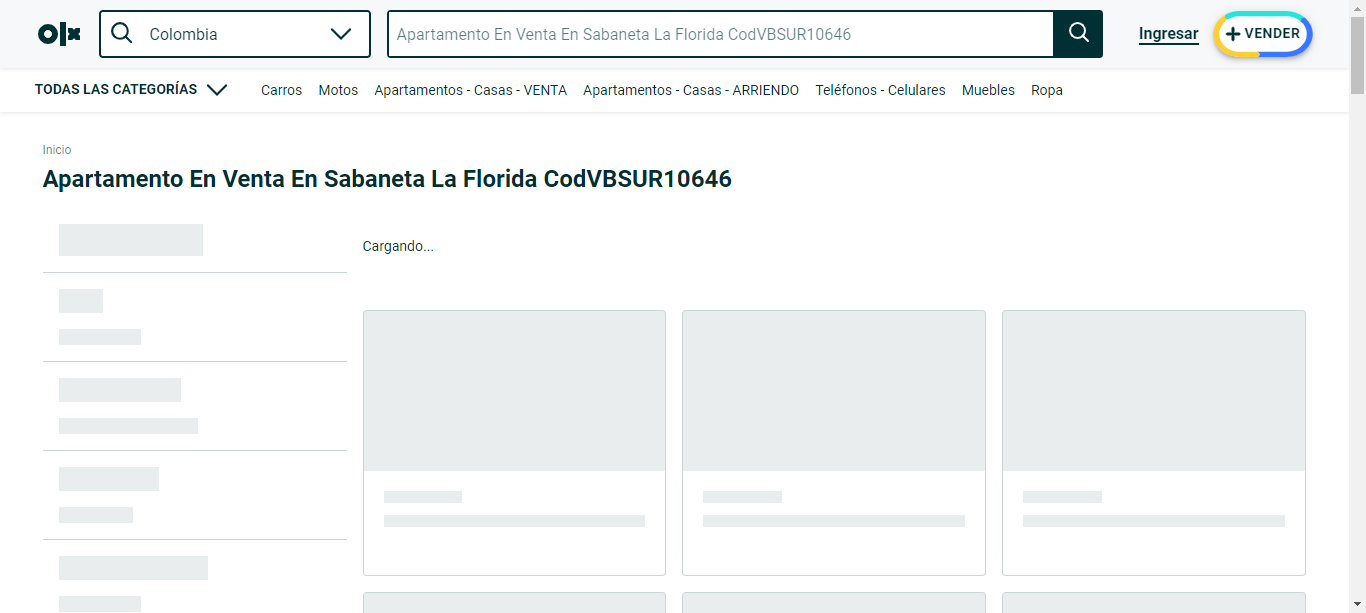 olx
Colombia
Apartamento En Venta En Sabaneta La Florida CodVBSUR10646
Ingresar
VENDER
TODAS LAS CATEGORÍAS
Carros
Motos
Apartamentos - Casas - VENTA
Apartamentos - Casas - ARRIENDO
Teléfonos - Celulares
Muebles
Ropa
Inicio
Apartamento En Venta En Sabaneta La Florida CodVBSUR10646
Cargando...